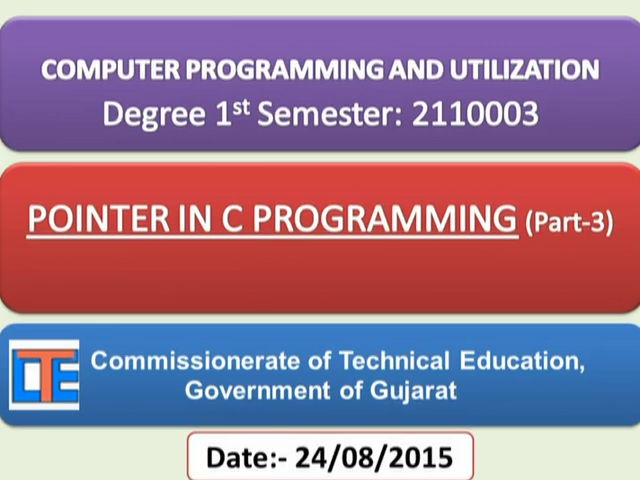 COMPUTER PROGRAMMING AND UTILIZATION
Degree 1st Semester: 2110003
POINTER IN C PROGRAMMING (Part-3)
CTE
Commissionerate of Technical Education,
Government of Gujarat
Date:- 24/08/2015